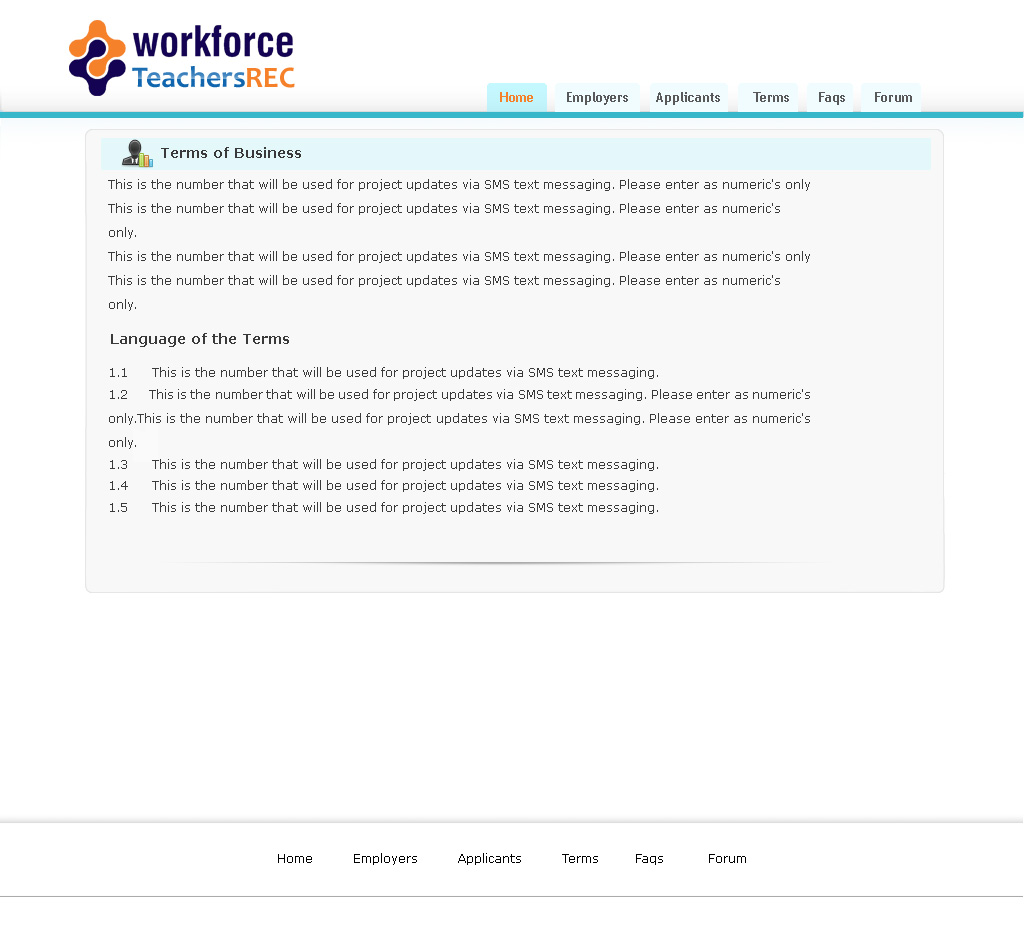 workforce
TeachersREC
Home Employers Applicants Terms Faqs Forum
Terms of Business
This is the number that will be used for project updates via SMS text messaging. Please enter as numeric's only
This is the number that will be used for project updates via SMS text messaging. Please enter as numeric's
only.
This is the number that will be used for project updates via SMS text messaging. Please enter as numeric's only
This is the number that will be used for project updates via SMS text messaging. Please enter as numeric's
only.
Language of the Terms
1.1 This is the number that will be used for project updates via SMS text messaging.
1.2 This is the number that will be used for project updates via SMS text messaging. Please enter as numeric's
only.This is the number that will be used for project updates via SMS text messaging. Please enter as numeric's
only.
1.3 This is the number that will be used for project updates via SMS text messaging.
1.4 This is the number that will be used for project updates via SMS text messaging.
1.5 This is the number that will be used for project updates via SMS text messaging.
Home Employers Applicants Terms Faqs Forum